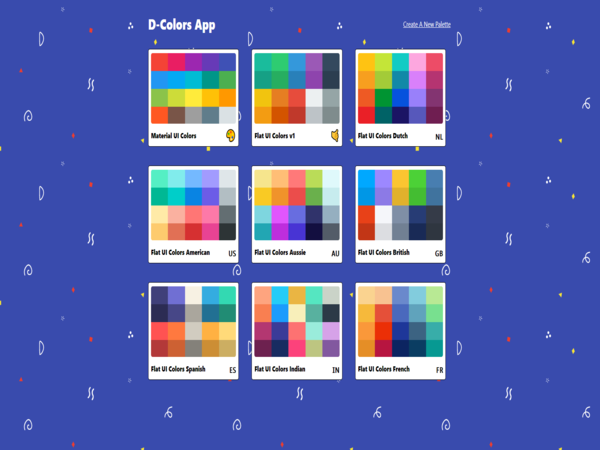 D-Colors App
Create A New Palette
Material UI Colors
Flat UI Colors v1
Flat UI Colors Dutch NL
Flat UI Colors American US
Flat UI Colors Aussie AU
Flat UI Colors British GB
Flat UI Colors Spanish ES
Flat UI Colors Indian IN
Flat UI Colors French FR